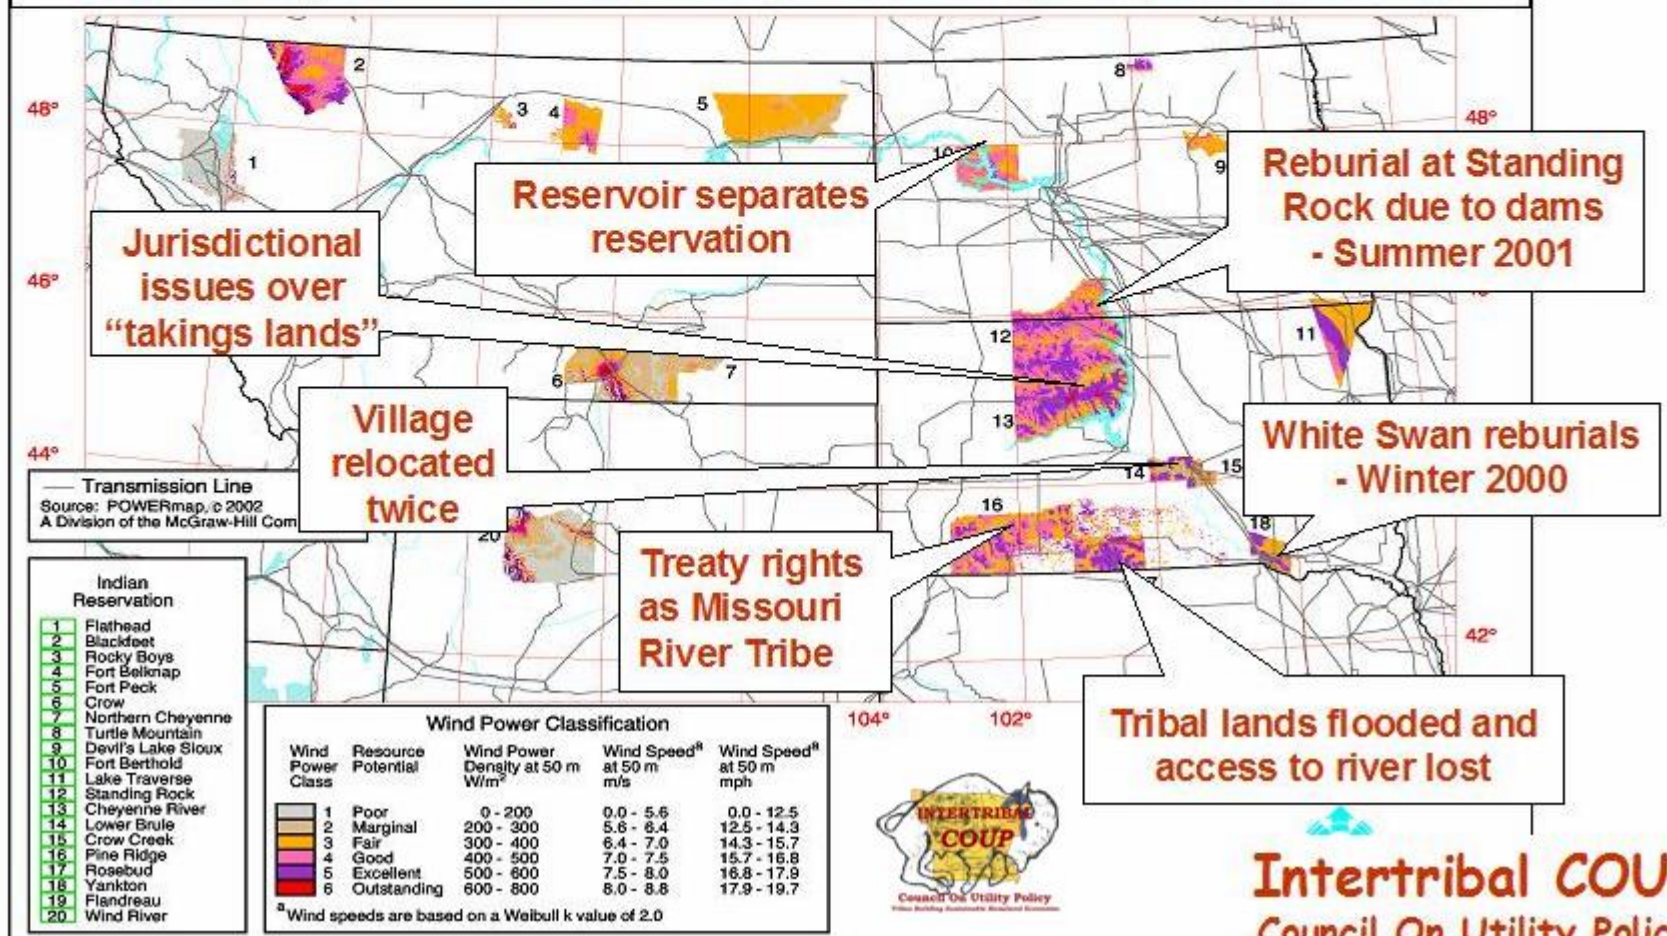 48°
46°
44°
48°
42°
104°
102°
1
2
3
4
5
6
7
8
9
10
11
12
13
14
15
16
18
20
Reservoir separates
reservation
Reburial at Standing
Rock due to dams
- Summer 2001
Jurisdictional
issues over
“takings lands”
Village
relocated
twice
White Swan reburials
- Winter 2000
Treaty rights
as Missouri
River Tribe
Tribal lands flooded and
access to river lost
Transmission Line
Source: POWERmap, c 2002
A Division of the McGraw-Hill Com
Indian
Reservation
1 Flathead
2 Blackfeet
3 Rocky Boys
4 Fort Belknap
5 Fort Peck
6 Crow
7 Northern Cheyenne
8 Turtle Mountain
9 Devil's Lake Sioux
10 Fort Berthold
11 Lake Traverse
12 Standing Rock
13 Cheyenne River
14 Lower Brule
15 Crow Creek
16 Pine Ridge
17 Rosebud
18 Yankton
19 Flandreau
20 Wind River
Wind Power Classification
Wind Resource Wind Power Wind Speedª Wind Speedª
Power Potential Density at 50 m at 50 m at 50 m
Class W/m² m/s mph
1 Poor 0 - 200 0.0 - 5.6 0.0 - 12.5
2 Marginal 200 - 300 5.6 - 6.4 12.5 - 14.3
3 Fair 300 - 400 6.4 - 7.0 14.3 - 15.7
4 Good 400 - 500 7.0 - 7.5 15.7 - 16.8
5 Excellent 500 - 600 7.5 - 8.0 16.8 - 17.9
6 Outstanding 600 - 800 8.0 - 8.8 17.9 - 19.7
ª Wind speeds are based on a Weibull k value of 2.0
INTERTRIBAL
COUP
Council On Utility Policy
Intertribal COU
Council On Utility Polic